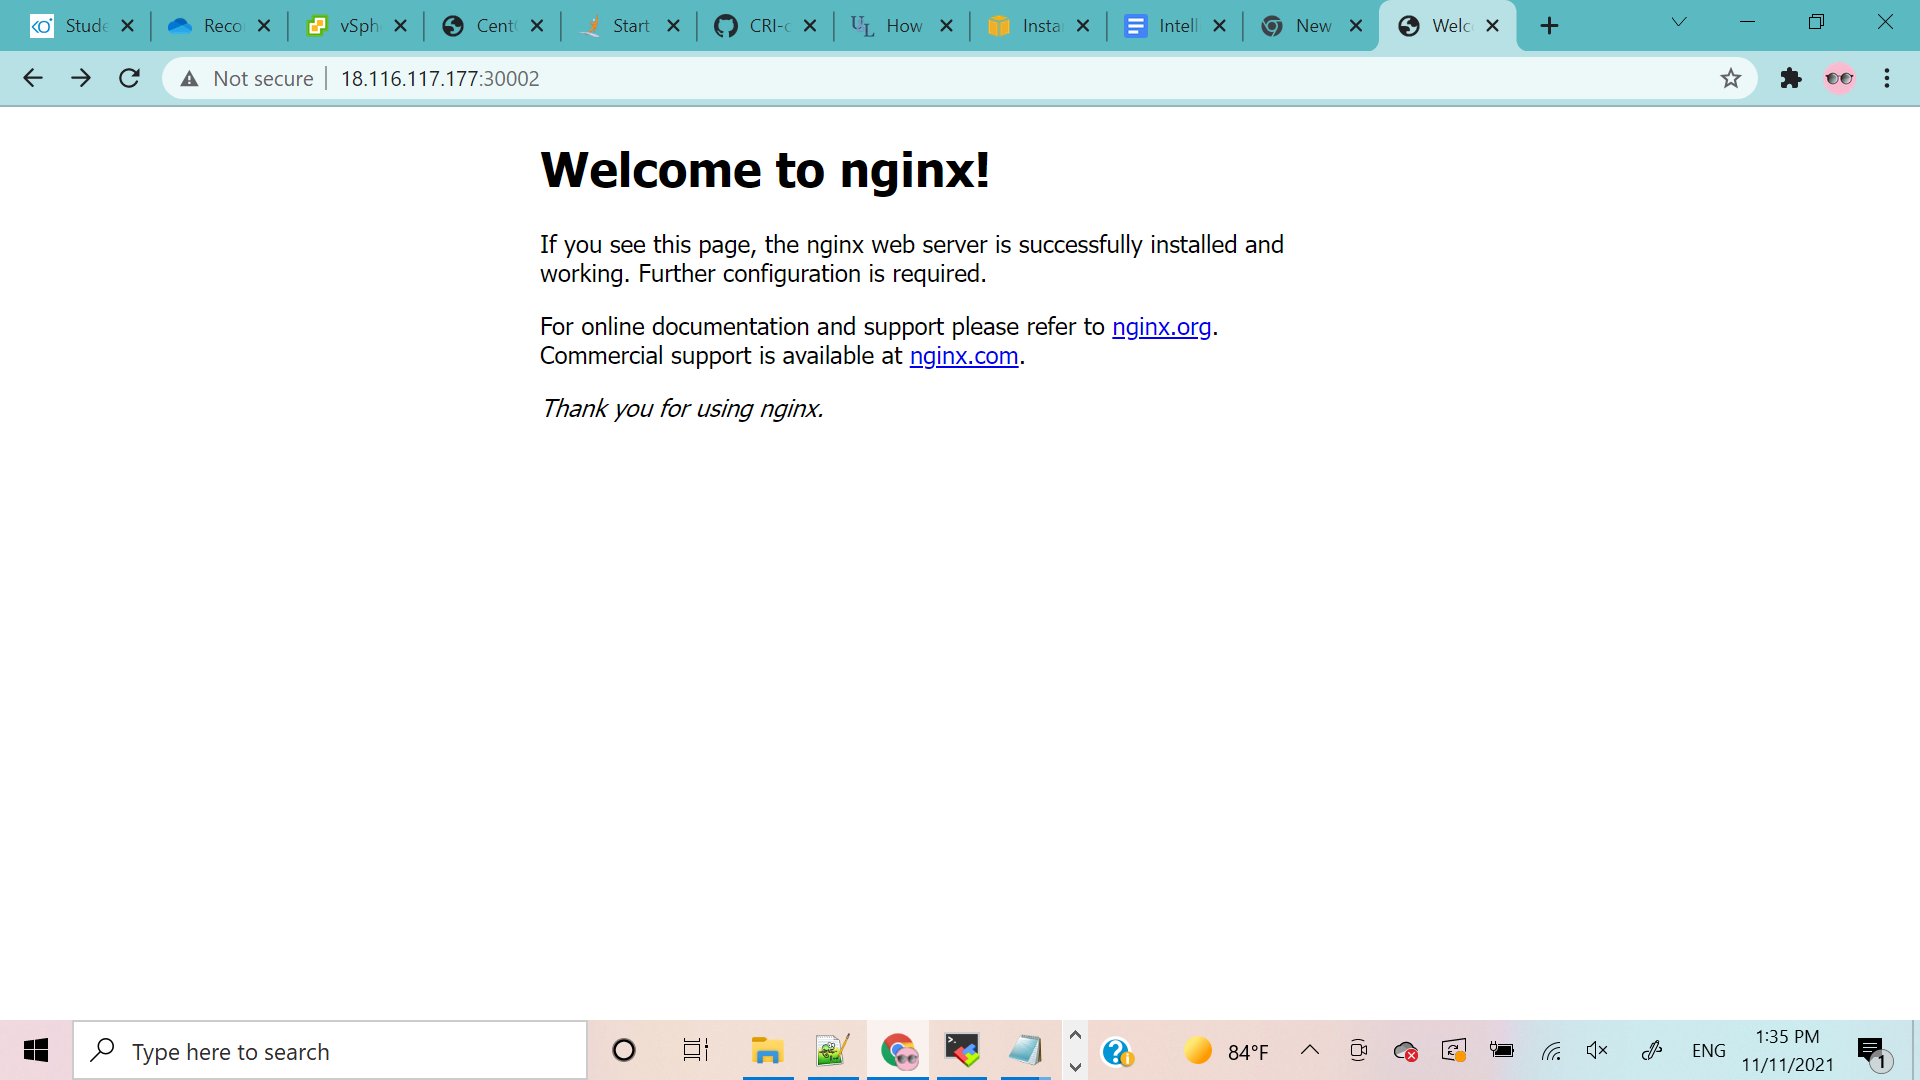 Stude
Reco
vSph
Cent
Start
CRI-o
How
Insta
Intell
New
Welc
Not secure
18.116.117.177:30002
Welcome to nginx!
If you see this page, the nginx web server is successfully installed and
working. Further configuration is required.
For online documentation and support please refer to nginx.org.
Commercial support is available at nginx.com.
Thank you for using nginx.
Type here to search
84°F
ENG
1:35 PM
11/11/2021
1